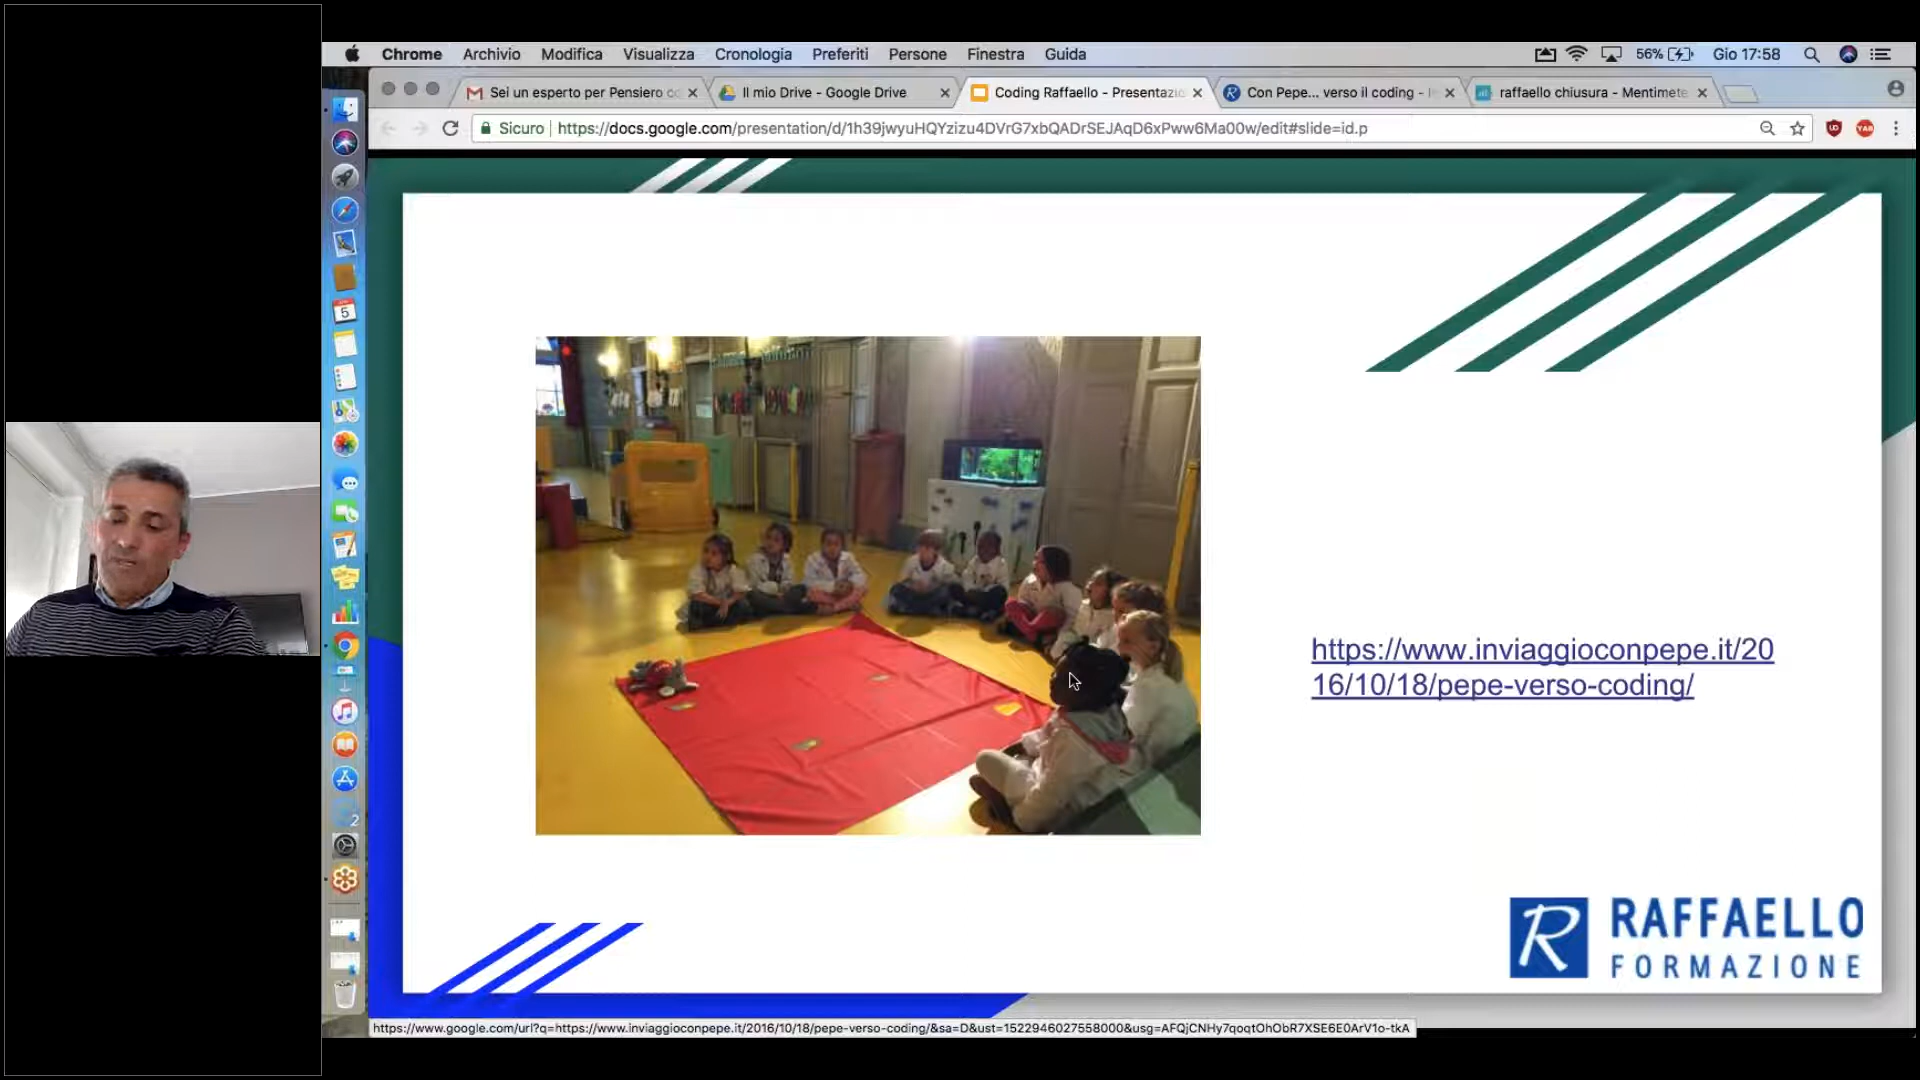 Chrome Archivio Modifica Visualizza Cronologia Preferiti Persone Finestra Guida 56% Gio 17:58
Sei un esperto per Pensiero co
Il mio Drive - Google Drive
Coding Raffaello - Presentazio
Con Pepe... verso il coding -
raffaello chiusura - Mentimete
Sicuro https://docs.google.com/presentation/d/1h39jwyuHQYzizu4DVrG7xbQADrSEJAqD6xPww6Ma00w/edit#slide=id.p
5
https://www.inviaggioconpepe.it/20
16/10/18/pepe-verso-coding/
2
R RAFFAELLO
FORMAZIONE
https://www.google.com/url?q=https://www.inviaggioconpepe.it/2016/10/18/pepe-verso-coding/&sa=D&ust=1522946027558000&usg=AFQjCNHy7qoqtOhObR7XSE6E0ArV1o-tkA